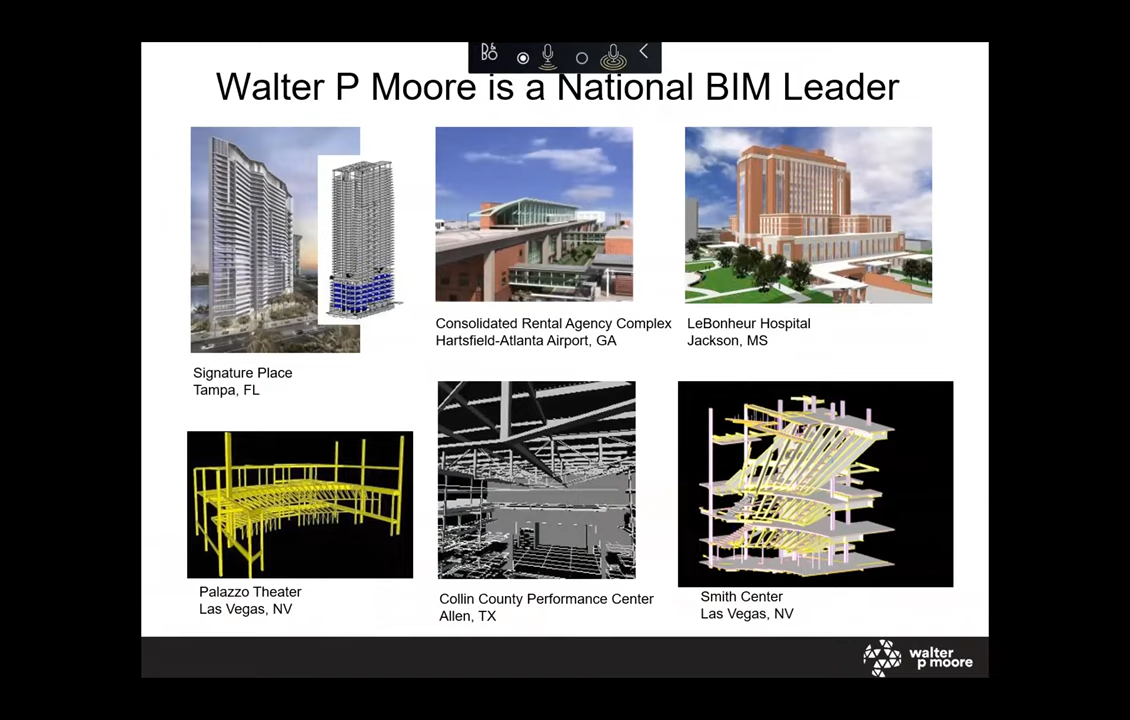 B&O
Walter P Moore is a National BIM Leader
Signature Place
Tampa, FL
Consolidated Rental Agency Complex
Hartsfield-Atlanta Airport, GA
LeBonheur Hospital
Jackson, MS
Palazzo Theater
Las Vegas, NV
Collin County Performance Center
Allen, TX
Smith Center
Las Vegas, NV
walter
p moore